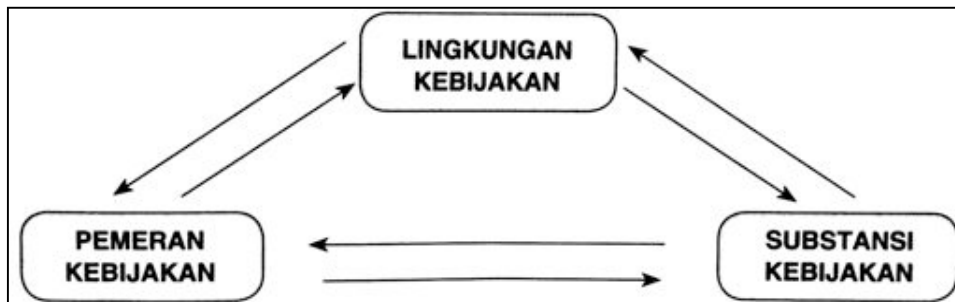 LINGKUNGAN
KEBIJAKAN
PEMERAN
KEBIJAKAN
SUBSTANSI
KEBIJAKAN